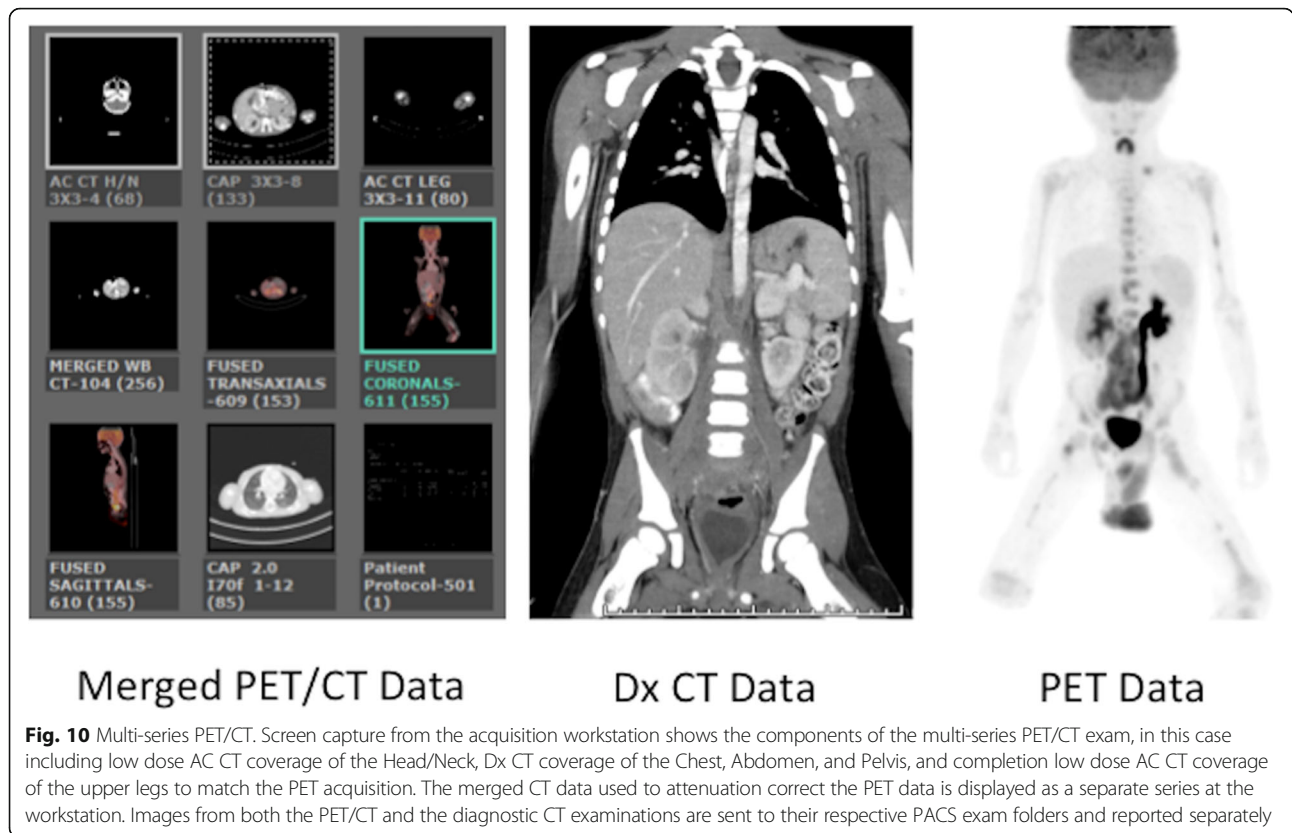 AC CT H/N
3X3-4 (68)
CAP 3X3-8
(133)
AC CT LEG
3X3-11 (80)
MERGED WB
CT-104 (256)
FUSED
TRANSAXIALS
-609 (153)
FUSED
CORONALS-
611 (155)
FUSED
SAGITTALS-
610 (155)
CAP 2.0
I70f 1-12
(85)
Patient
Protocol-501
(1)
Merged PET/CT Data
Dx CT Data
PET Data
Fig. 10 Multi-series PET/CT. Screen capture from the acquisition workstation shows the components of the multi-series PET/CT exam, in this case
including low dose AC CT coverage of the Head/Neck, Dx CT coverage of the Chest, Abdomen, and Pelvis, and completion low dose AC CT coverage
of the upper legs to match the PET acquisition. The merged CT data used to attenuation correct the PET data is displayed as a separate series at the
workstation. Images from both the PET/CT and the diagnostic CT examinations are sent to their respective PACS exam folders and reported separately